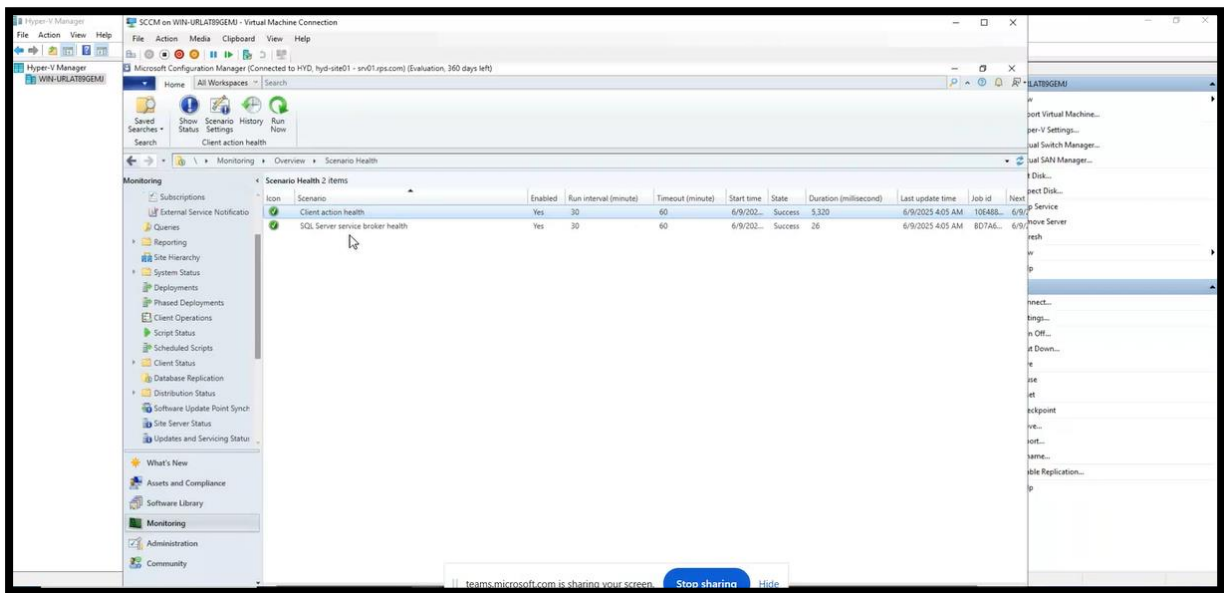 Hyper-V Manager
File Action View Help
Hyper-V Manager
WIN-URLAT89GEMJ
SCCM on WIN-URLAT89GEMJ - Virtual Machine Connection
File Action Media Clipboard View Help
Microsoft Configuration Manager (Connected to HYD, hyd-site01 - srv01.rps.com) (Evaluation, 360 days left)
Home All Workspaces Search
Saved Searches
Show Status
Scenario Settings
History
Run Now
Search Client action health
\ Monitoring Overview Scenario Health
Monitoring
Subscriptions
External Service Notificatio
Queries
Reporting
Site Hierarchy
System Status
Deployments
Phased Deployments
Client Operations
Script Status
Scheduled Scripts
Client Status
Database Replication
Distribution Status
Software Update Point Synch
Site Server Status
Updates and Servicing Statu
What's New
Assets and Compliance
Software Library
Monitoring
Administration
Community
Scenario Health 2 items
Icon Scenario Enabled Run interval (minute) Timeout (minute) Start time State Duration (millisecond) Last update time Job id Next
Client action health Yes 30 60 6/9/202... Success 5,320 6/9/2025 4:05 AM 10E4B8... 6/9/
SQL Server service broker health Yes 30 60 6/9/202... Success 26 6/9/2025 4:05 AM BD7A6... 6/9/
LAT89GEMJ
w
port Virtual Machine...
per-V Settings...
ual Switch Manager...
ual SAN Manager...
t Disk...
pect Disk...
p Service
nove Server
resh
w
p
nnect...
tings...
n Off...
ut Down...
e
use
et
eckpoint
ve...
ort...
name...
ble Replication...
p
teams.microsoft.com is sharing your screen. Stop sharing Hide